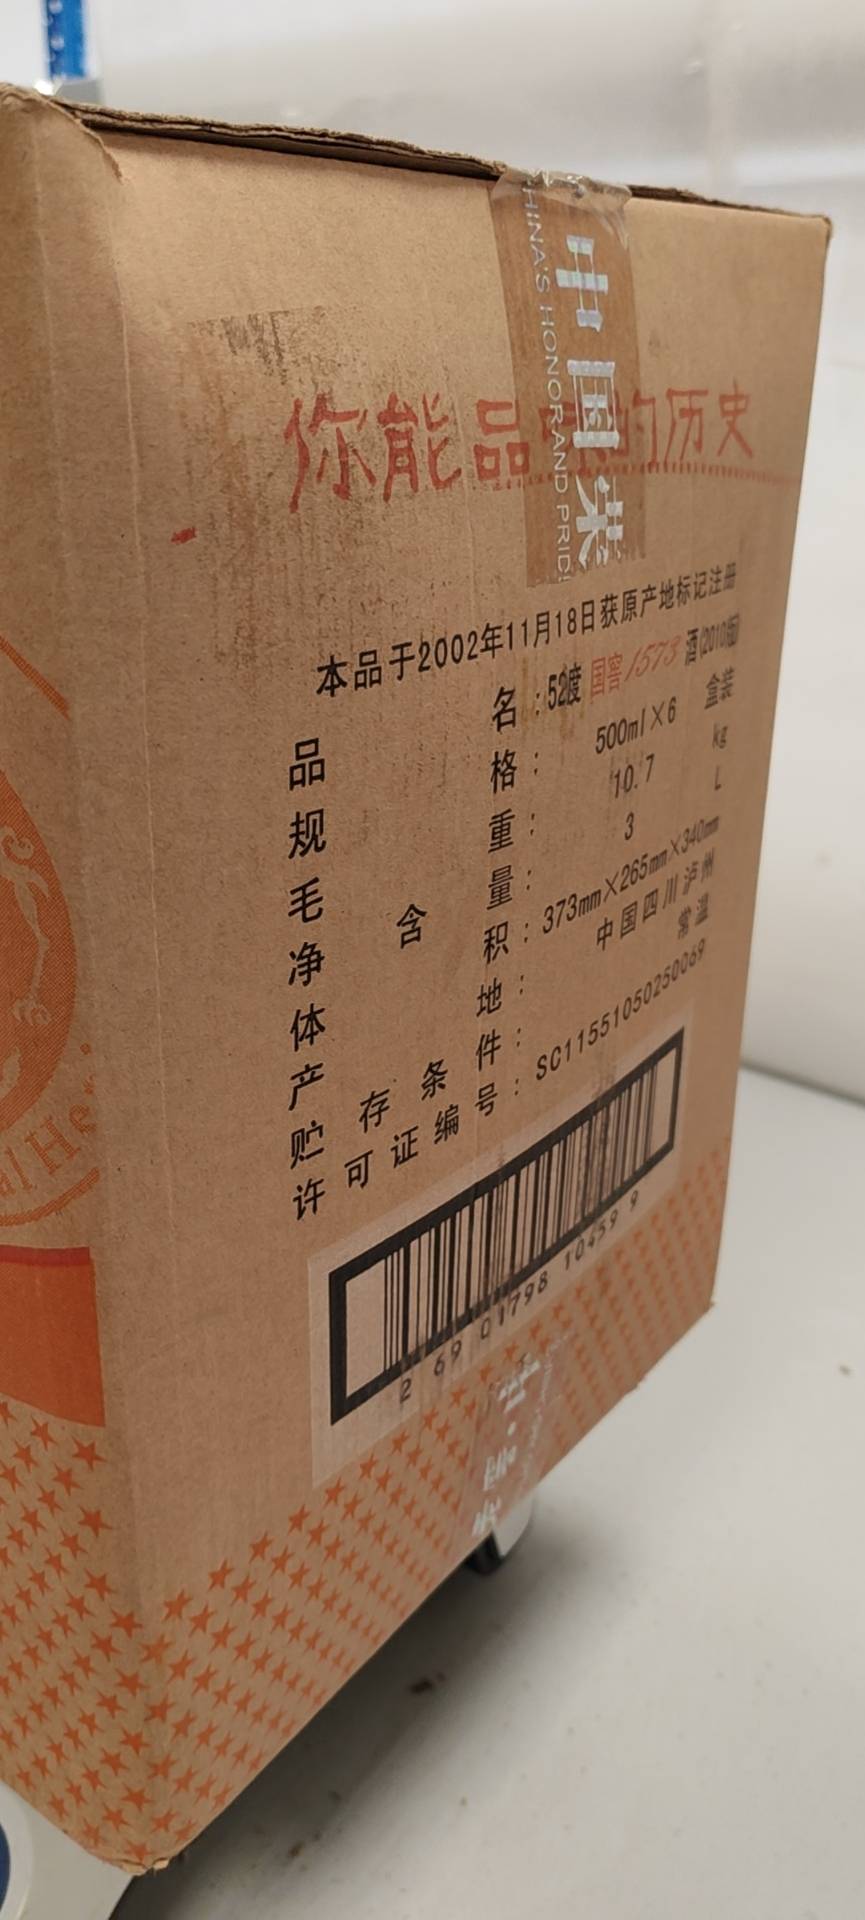 中国荣
CHINA'S HONOR AND PRID
你能品味的历史
本品于2002年11月18日获原产地标记注册
品名：52度 国窖1573 酒(2010版)
规格：500ml×6 盒装
毛重：10.7 kg
净含量：3 L
体积：373mm×265mm×340mm
产地：中国四川泸州
贮存条件：常温
许可证编号：SC11551050250069
2 69 01798 10459 9